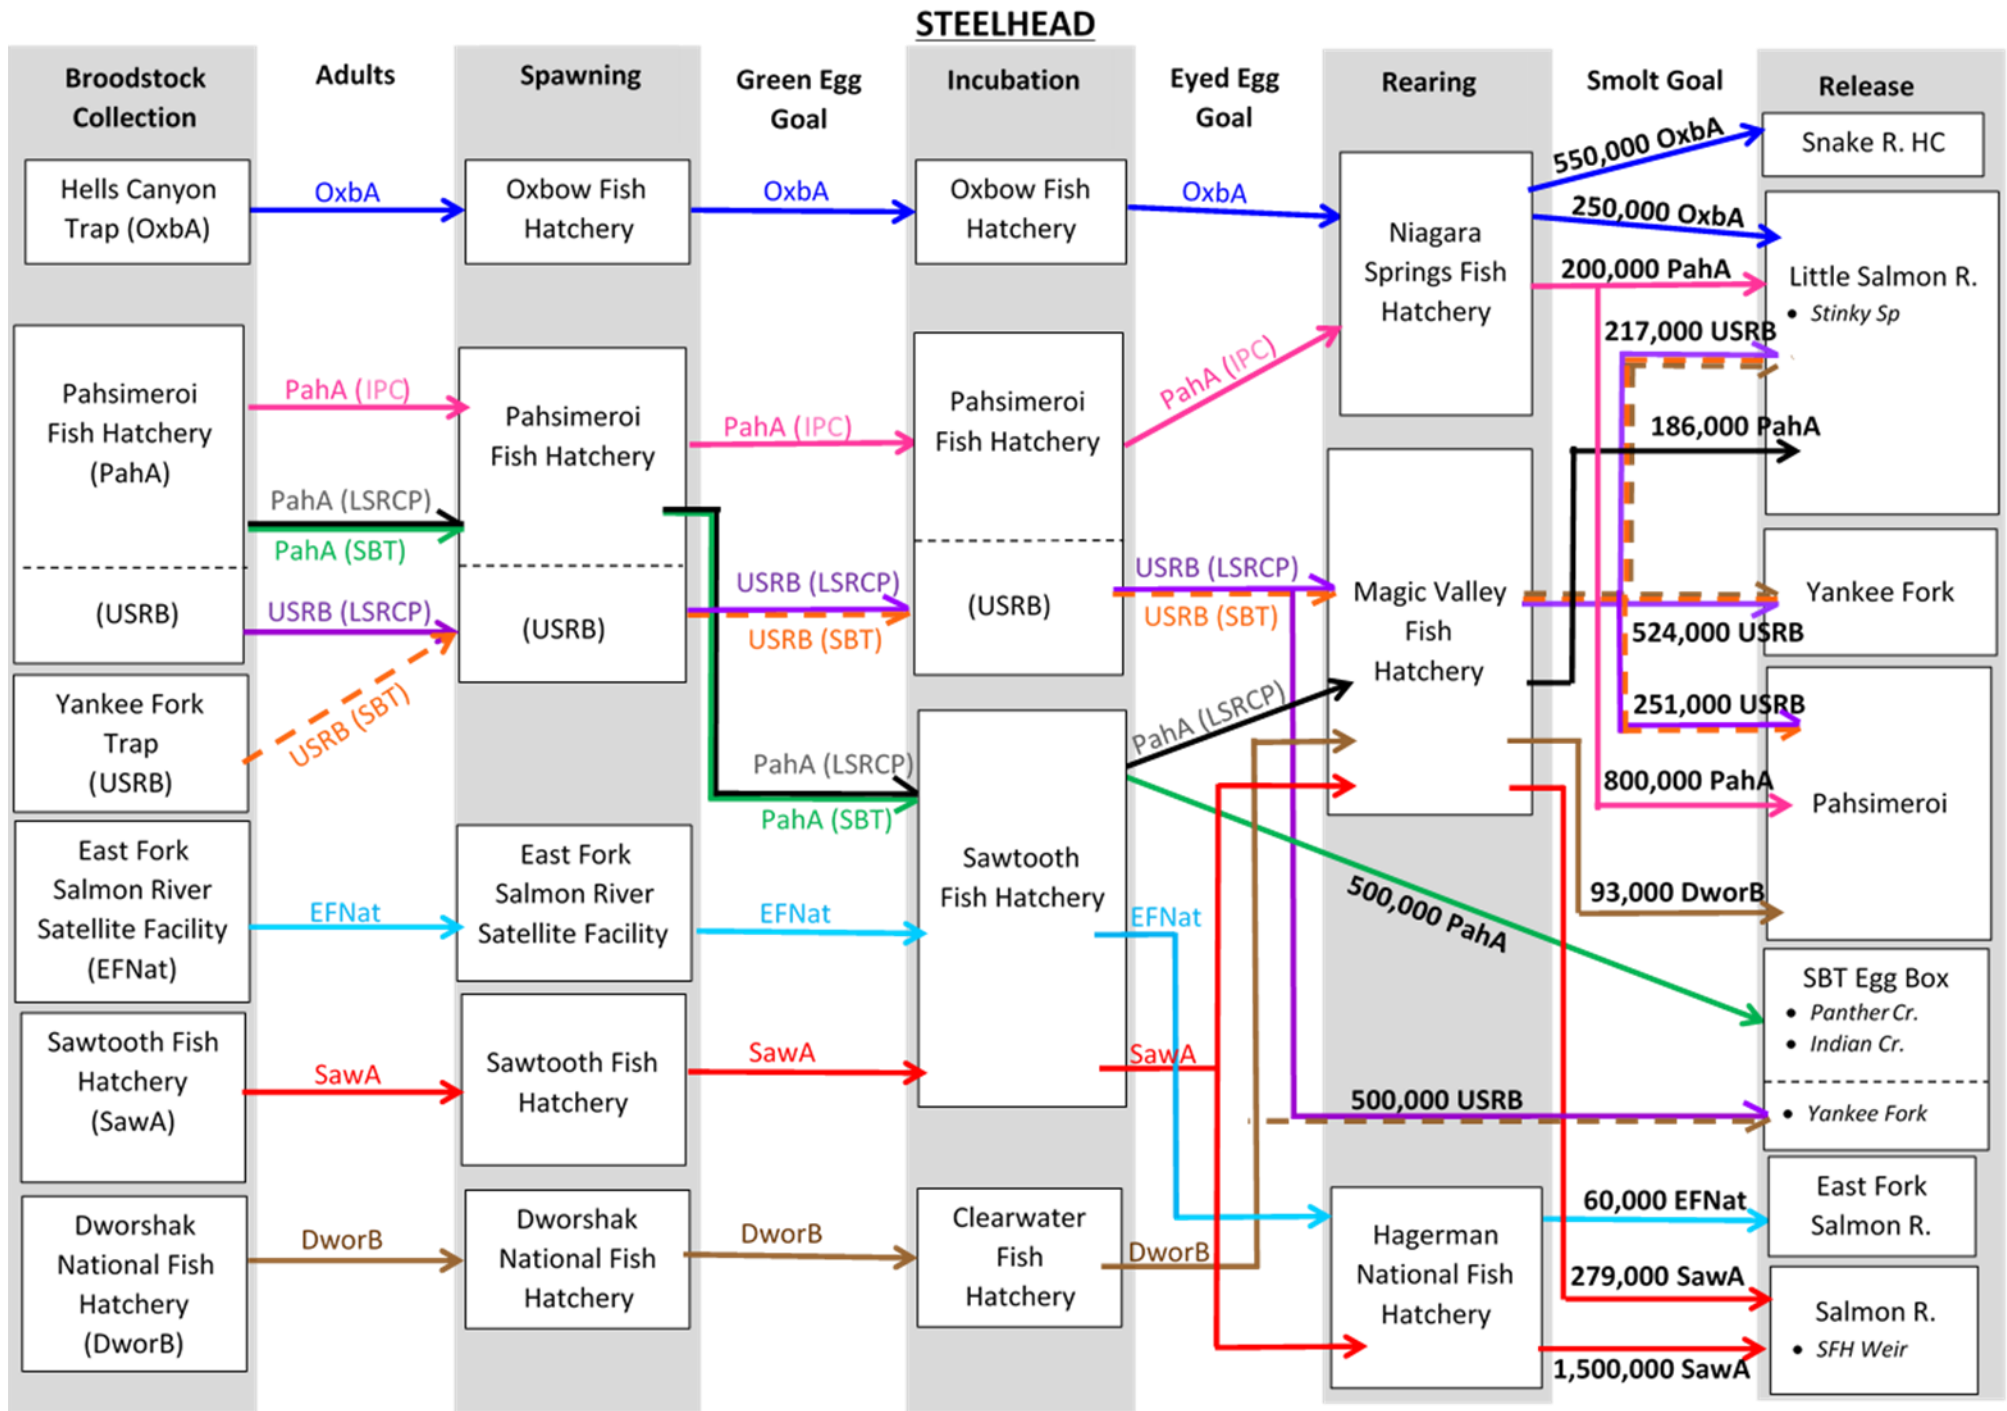 STEELHEAD
Broodstock
Collection
Adults
Spawning
Green Egg
Goal
Incubation
Eyed Egg
Goal
Rearing
Smolt Goal
Release
Hells Canyon
Trap (OxbA)
OxbA
Oxbow Fish
Hatchery
OxbA
Oxbow Fish
Hatchery
OxbA
Niagara
Springs Fish
Hatchery
550,000 OxbA
Snake R. HC
250,000 OxbA
200,000 PahA
Little Salmon R.
• Stinky Sp
217,000 USRB
186,000 PahA
Pahsimeroi
Fish Hatchery
(PahA)
(USRB)
PahA (IPC)
PahA (LSRCP)
PahA (SBT)
USRB (LSRCP)
Pahsimeroi
Fish Hatchery
(USRB)
PahA (IPC)
USRB (LSRCP)
USRB (SBT)
Pahsimeroi
Fish Hatchery
(USRB)
PahA (IPC)
USRB (LSRCP)
USRB (SBT)
Magic Valley
Fish
Hatchery
Yankee Fork
524,000 USRB
251,000 USRB
800,000 PahA
Pahsimeroi
93,000 DworB
Yankee Fork
Trap
(USRB)
USRB (SBT)
PahA (LSRCP)
PahA (SBT)
PahA (LSRCP)
Sawtooth
Fish Hatchery
500,000 PahA
East Fork
Salmon River
Satellite Facility
(EFNat)
EFNat
East Fork
Salmon River
Satellite Facility
EFNat
EFNat
SBT Egg Box
• Panther Cr.
• Indian Cr.
• Yankee Fork
500,000 USRB
Sawtooth Fish
Hatchery
(SawA)
SawA
Sawtooth Fish
Hatchery
SawA
SawA
Dworshak
National Fish
Hatchery
(DworB)
DworB
Dworshak
National Fish
Hatchery
DworB
Clearwater
Fish
Hatchery
DworB
Hagerman
National Fish
Hatchery
60,000 EFNat
East Fork
Salmon R.
279,000 SawA
1,500,000 SawA
Salmon R.
• SFH Weir